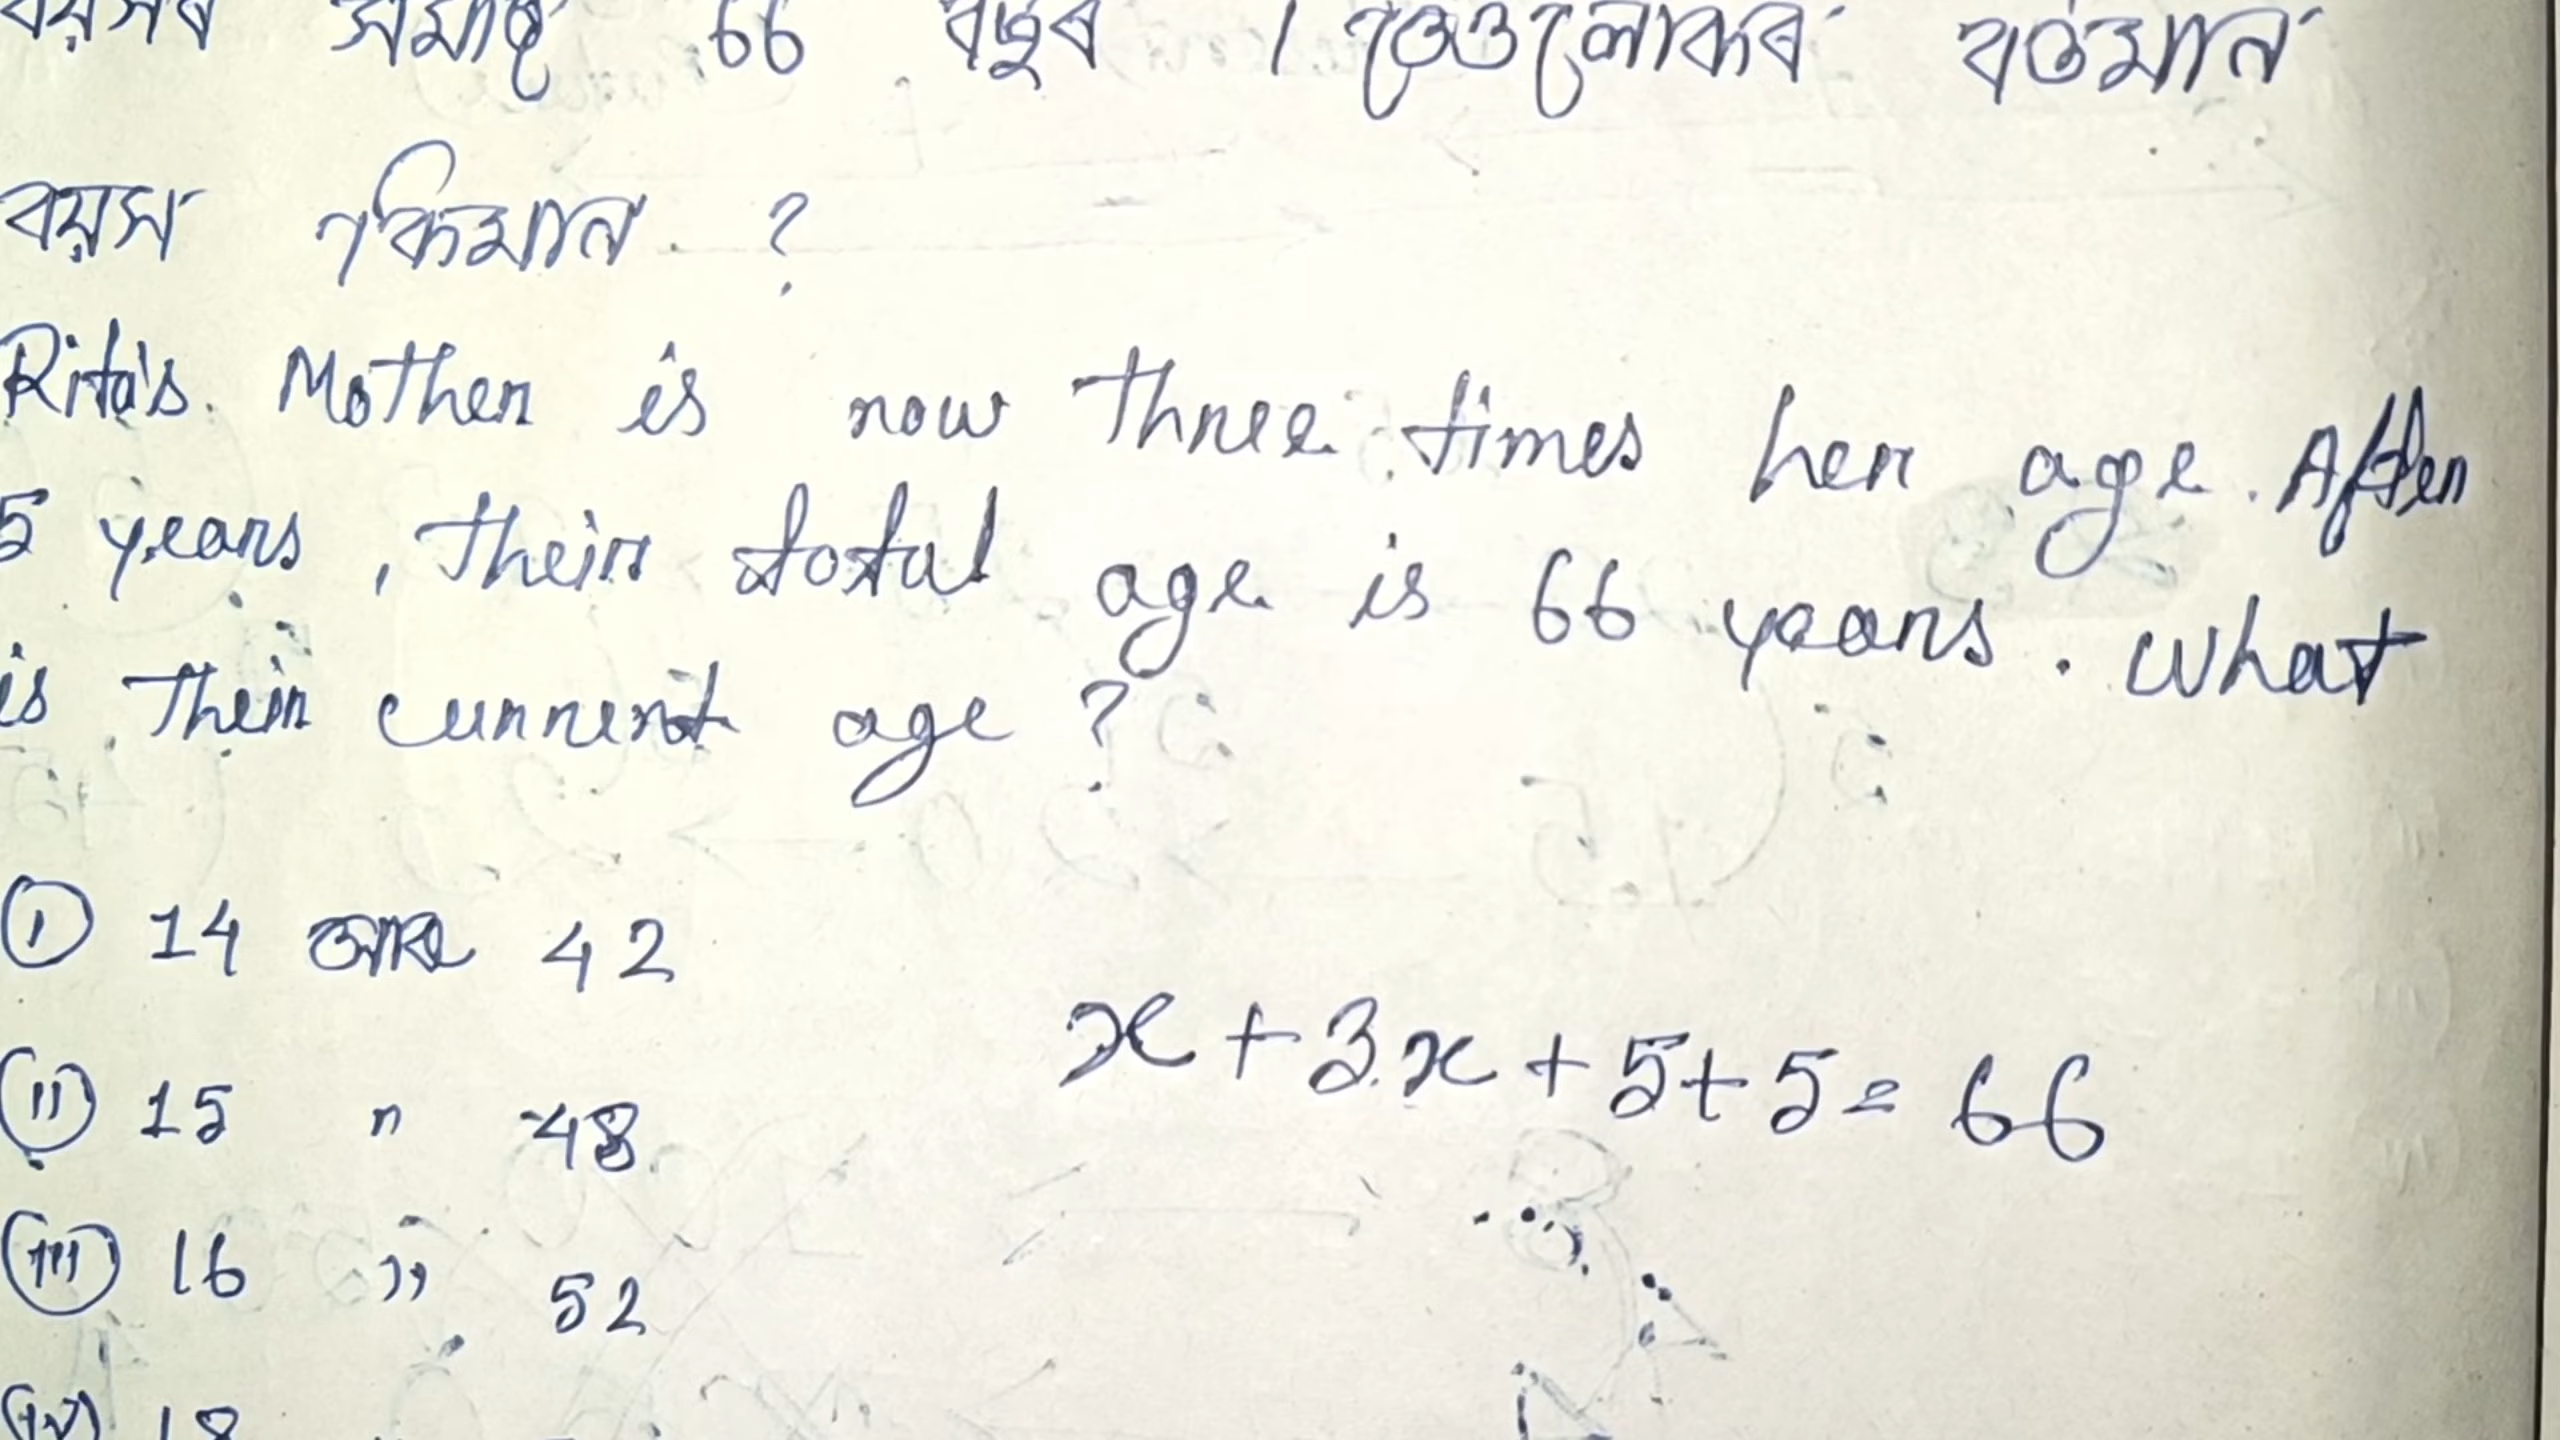 বয়সৰ সমষ্টি 66 বছৰ । তেওঁলোকৰ বৰ্তমান
বয়স কিমান ?
Rita's Mother is now three times her age. After
5 years, their total age is 66 years. What
is their current age ?
(i) 14 আৰু 42
(ii) 15 " 48
(iii) 16 " 52
(iv) 18
x + 3x + 5 + 5 = 66